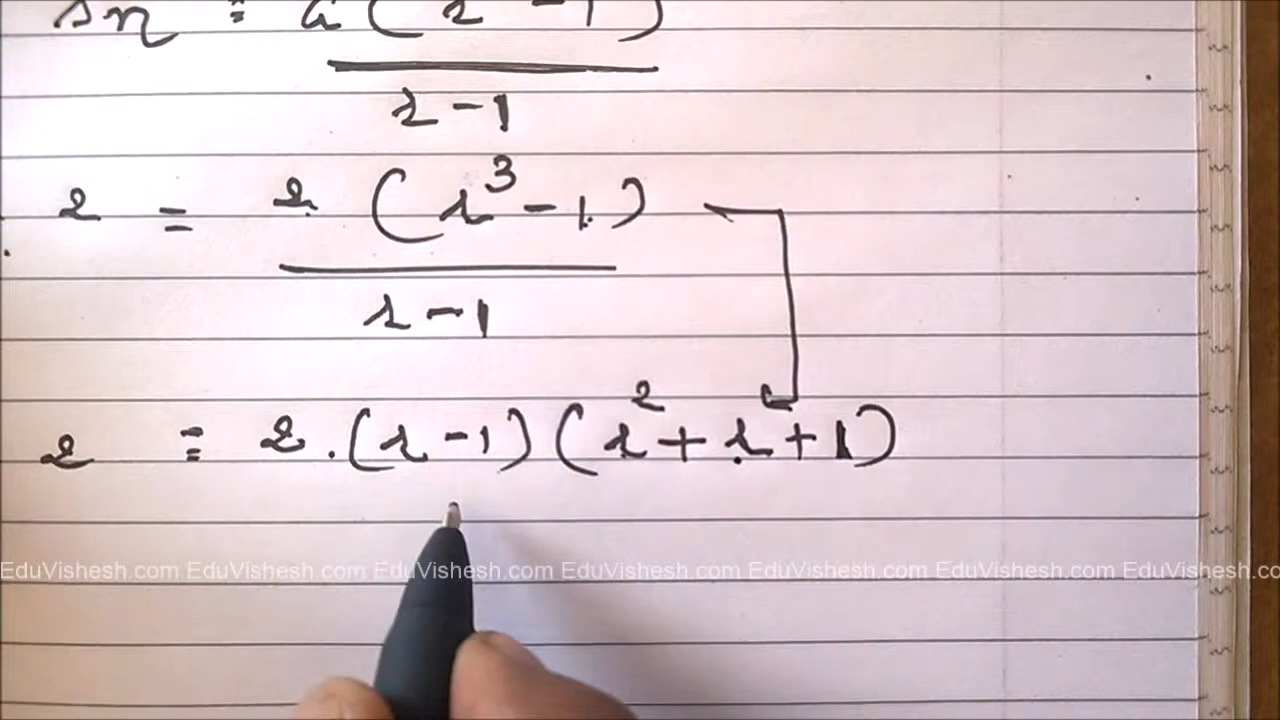 Sn = a(r -1)
r-1
2 = 2 (r³-1)
r-1
2 = 2.(r-1)(r²+r+1)
EduVishesh.com EduVishesh.com EduVishesh.com EduVishesh.com EduVishesh.com EduVishesh.com EduVishesh.co